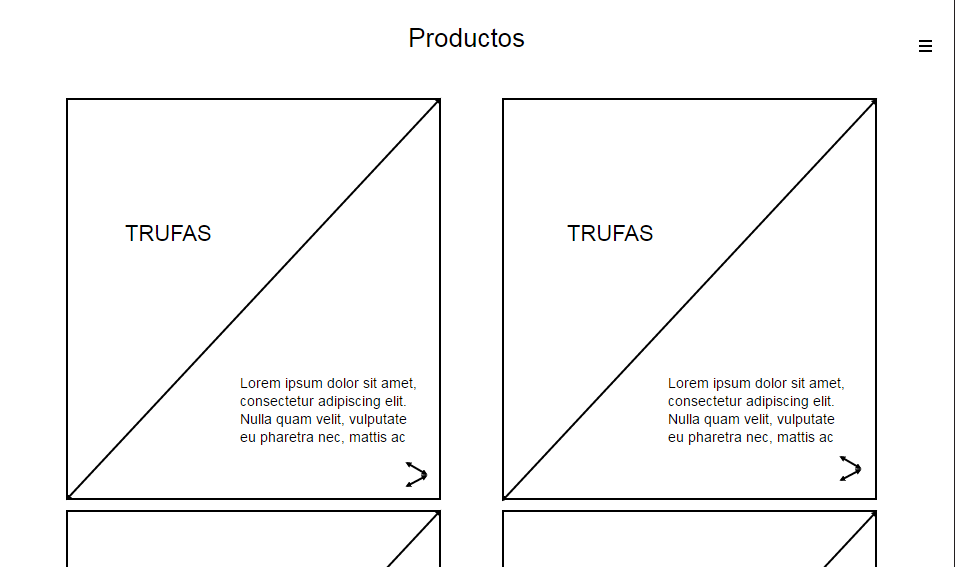 Productos
TRUFAS
Lorem ipsum dolor sit amet,
consectetur adipiscing elit.
Nulla quam velit, vulputate
eu pharetra nec, mattis ac
TRUFAS
Lorem ipsum dolor sit amet,
consectetur adipiscing elit.
Nulla quam velit, vulputate
eu pharetra nec, mattis ac